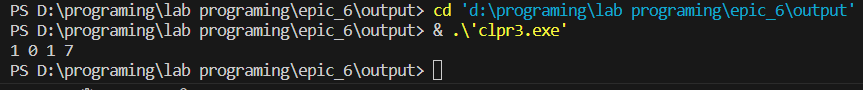 PS D:\programing\lab programing\epic_6\output> cd 'd:\programing\lab programing\epic_6\output'
PS D:\programing\lab programing\epic_6\output> & .\'clpr3.exe'
1 0 1 7
PS D:\programing\lab programing\epic_6\output>